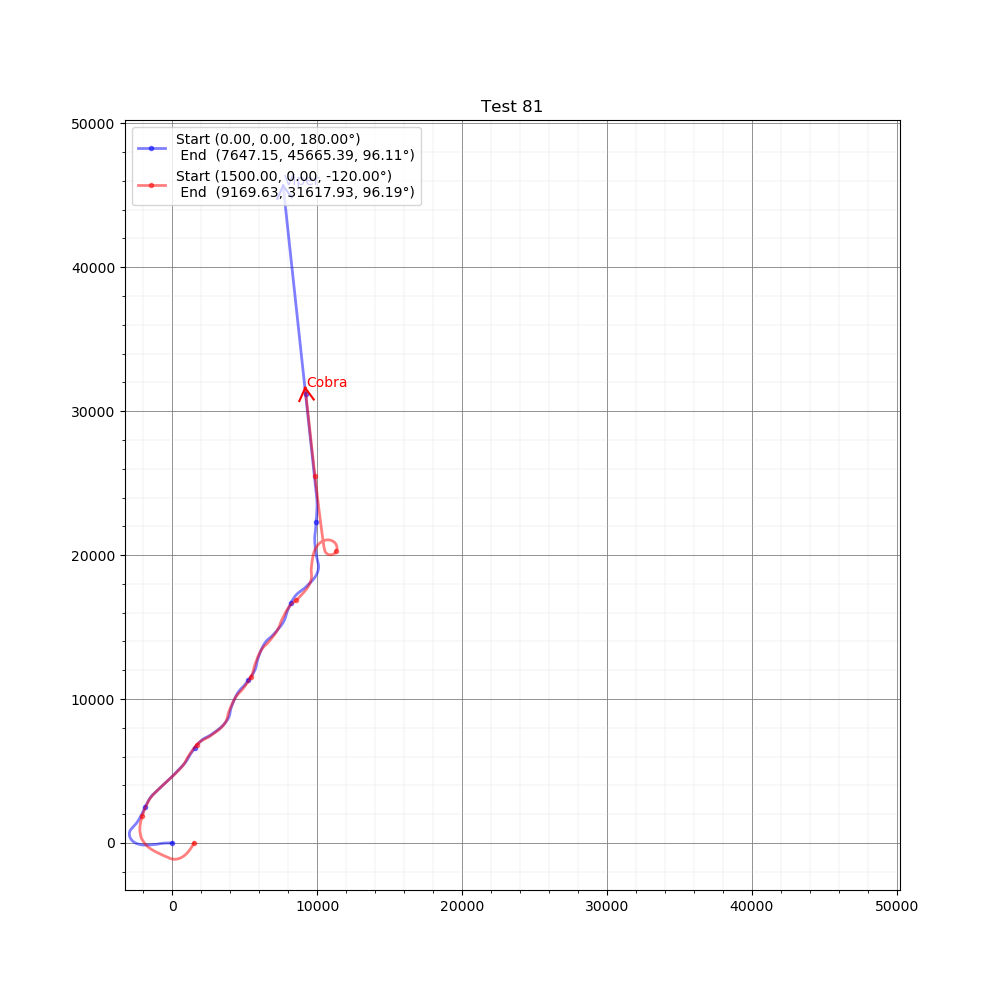 Test 81
50000
Start (0.00, 0.00, 180.00°)
End (7647.15, 45665.39, 96.11°)
Start (1500.00, 0.00, -120.00°)
End (9169.63, 31617.93, 96.19°)
40000
Cobra
30000
20000
10000
0
0 10000 20000 30000 40000 50000